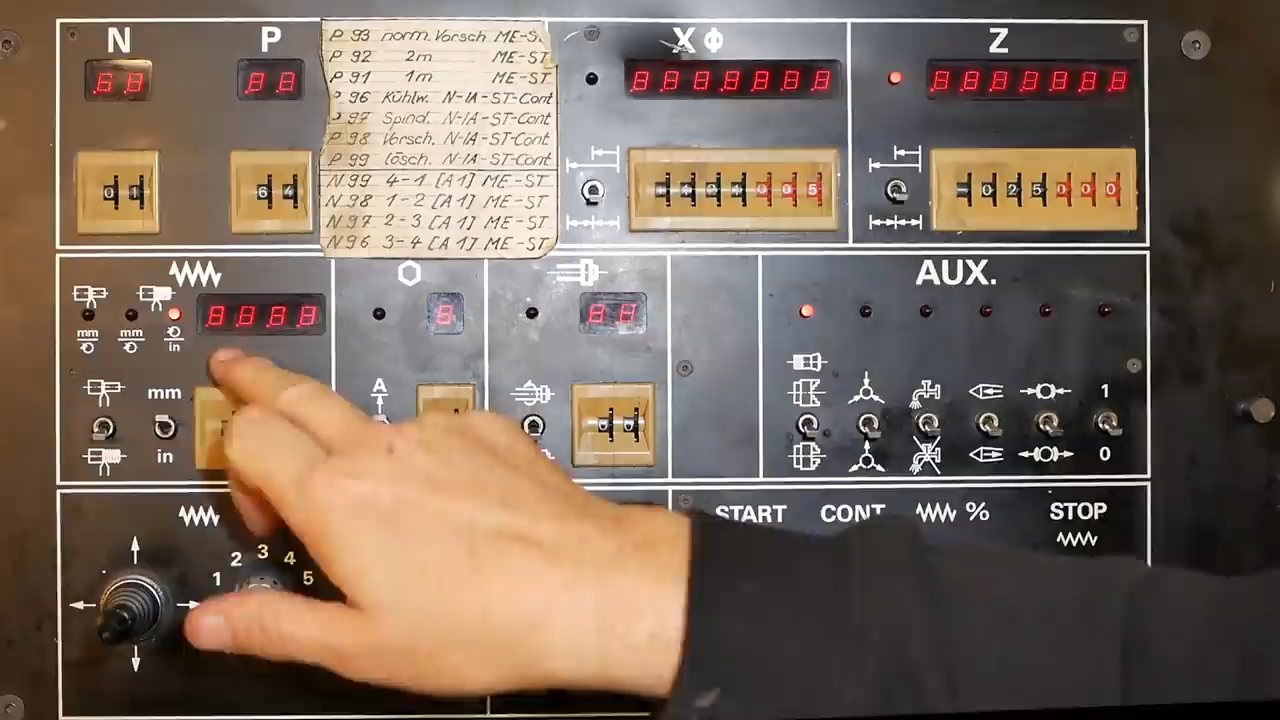 N P XΦ Z
P 93 norm. Vorsch ME-S
P 92 2m ME-ST
P 91 1m ME-ST
P 96 Kühlw. N-IA-ST-Cont
P 97 Spind. N-IA-ST-Cont
P 98 Vorsch. N-IA-ST-Cont
P 99 lösch. N-IA-ST-Cont
N 99 4-1 [A1] ME-ST
N 98 1-2 [A1] ME-ST
N 97 2-3 [A1] ME-ST
N 96 3-4 [A1] ME-ST
64
025000
AUX.
mm mm
in
A
mm
in
1
0
START CONT % STOP
1 2 3 4 5